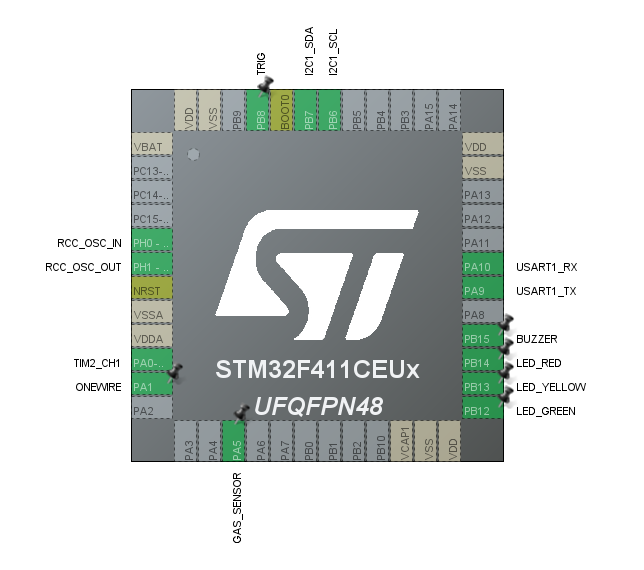 TRIG
I2C1_SDA
I2C1_SCL
VDD
VSS
PB9
PB8
BOOT0
PB7
PB6
PB5
PB4
PB3
PA15
PA14
VBAT
PC13-..
PC14-..
PC15-..
RCC_OSC_IN PH0 - ..
RCC_OSC_OUT PH1 - ..
NRST
VSSA
VDDA
TIM2_CH1 PA0-..
ONEWIRE PA1
PA2
VDD
VSS
PA13
PA12
PA11
PA10 USART1_RX
PA9 USART1_TX
PA8
PB15 BUZZER
PB14 LED_RED
PB13 LED_YELLOW
PB12 LED_GREEN
ST
STM32F411CEUx
UFQFPN48
PA3
PA4
PA5
PA6
PA7
PB0
PB1
PB2
PB10
VCAP1
VSS
VDD
GAS_SENSOR